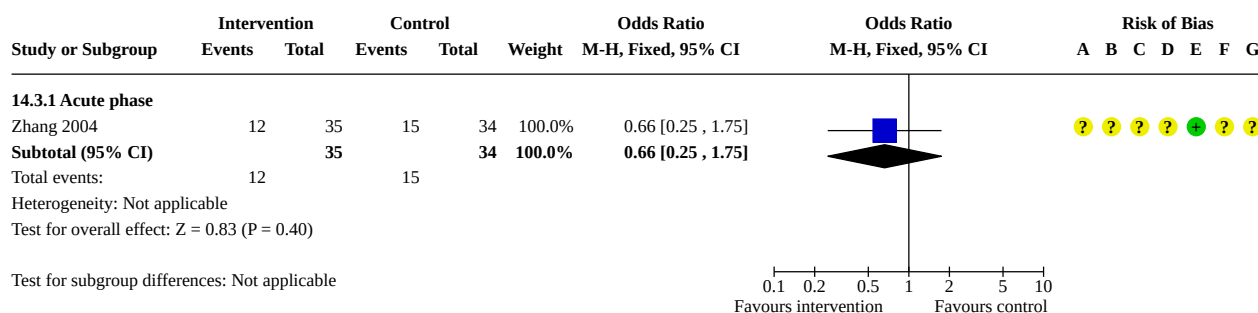 Intervention Control Odds Ratio Odds Ratio Risk of Bias
Study or Subgroup Events Total Events Total Weight M-H, Fixed, 95% CI M-H, Fixed, 95% CI A B C D E F G
14.3.1 Acute phase
Zhang 2004 12 35 15 34 100.0% 0.66 [0.25 , 1.75] ? ? ? ? + ? ?
Subtotal (95% CI) 35 34 100.0% 0.66 [0.25 , 1.75]
Total events: 12 15
Heterogeneity: Not applicable
Test for overall effect: Z = 0.83 (P = 0.40)
Test for subgroup differences: Not applicable
0.1 0.2 0.5 1 2 5 10
Favours intervention Favours control